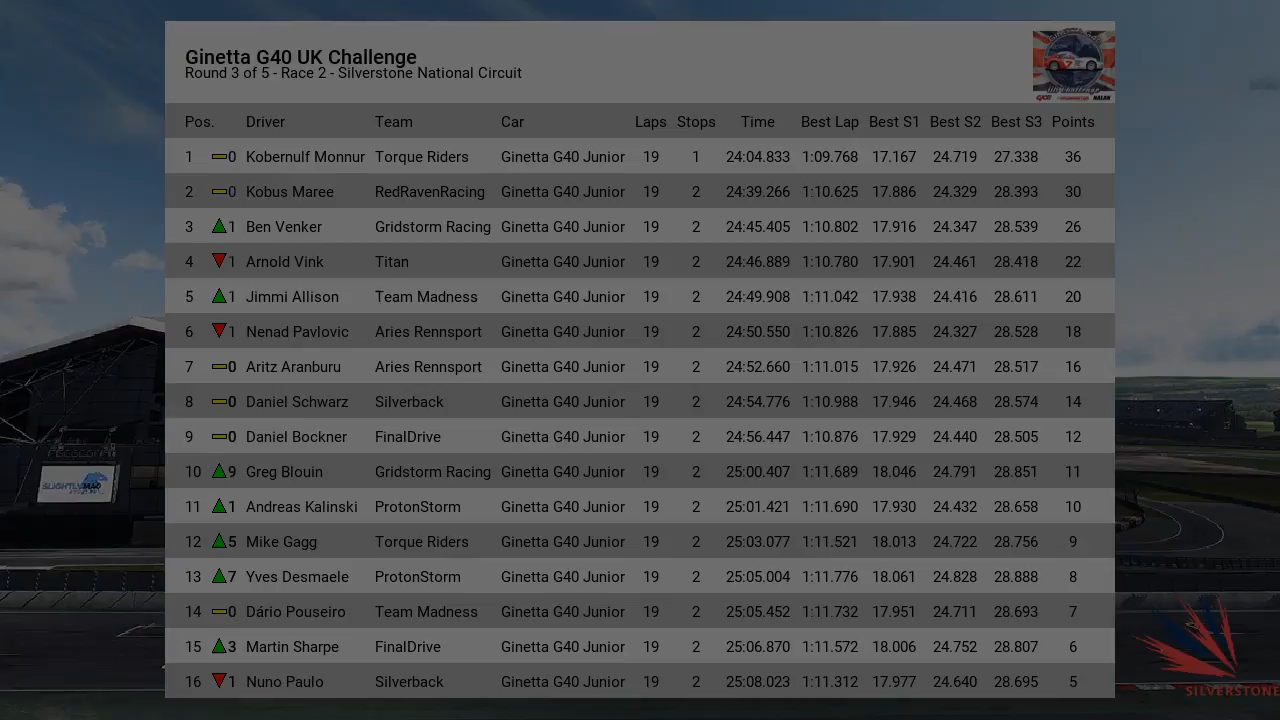 Ginetta G40 UK Challenge
Round 3 of 5 - Race 2 - Silverstone National Circuit
Pos. Driver Team Car Laps Stops Time Best Lap Best S1 Best S2 Best S3 Points
1 0 Kobernulf Monnur Torque Riders Ginetta G40 Junior 19 1 24:04.833 1:09.768 17.167 24.719 27.338 36
2 0 Kobus Maree RedRavenRacing Ginetta G40 Junior 19 2 24:39.266 1:10.625 17.886 24.329 28.393 30
3 1 Ben Venker Gridstorm Racing Ginetta G40 Junior 19 2 24:45.405 1:10.802 17.916 24.347 28.539 26
4 1 Arnold Vink Titan Ginetta G40 Junior 19 2 24:46.889 1:10.780 17.901 24.461 28.418 22
5 1 Jimmi Allison Team Madness Ginetta G40 Junior 19 2 24:49.908 1:11.042 17.938 24.416 28.611 20
6 1 Nenad Pavlovic Aries Rennsport Ginetta G40 Junior 19 2 24:50.550 1:10.826 17.885 24.327 28.528 18
7 0 Aritz Aranburu Aries Rennsport Ginetta G40 Junior 19 2 24:52.660 1:11.015 17.926 24.471 28.517 16
8 0 Daniel Schwarz Silverback Ginetta G40 Junior 19 2 24:54.776 1:10.988 17.946 24.468 28.574 14
9 0 Daniel Bockner FinalDrive Ginetta G40 Junior 19 2 24:56.447 1:10.876 17.929 24.440 28.505 12
10 9 Greg Blouin Gridstorm Racing Ginetta G40 Junior 19 2 25:00.407 1:11.689 18.046 24.791 28.851 11
11 1 Andreas Kalinski ProtonStorm Ginetta G40 Junior 19 2 25:01.421 1:11.690 17.930 24.432 28.658 10
12 5 Mike Gagg Torque Riders Ginetta G40 Junior 19 2 25:03.077 1:11.521 18.013 24.722 28.756 9
13 7 Yves Desmaele ProtonStorm Ginetta G40 Junior 19 2 25:05.004 1:11.776 18.061 24.828 28.888 8
14 0 Dário Pouseiro Team Madness Ginetta G40 Junior 19 2 25:05.452 1:11.732 17.951 24.711 28.693 7
15 3 Martin Sharpe FinalDrive Ginetta G40 Junior 19 2 25:06.870 1:11.572 18.006 24.752 28.807 6
16 1 Nuno Paulo Silverback Ginetta G40 Junior 19 2 25:08.023 1:11.312 17.977 24.640 28.695 5
SLIGHTLY MAD
SILVERSTONE